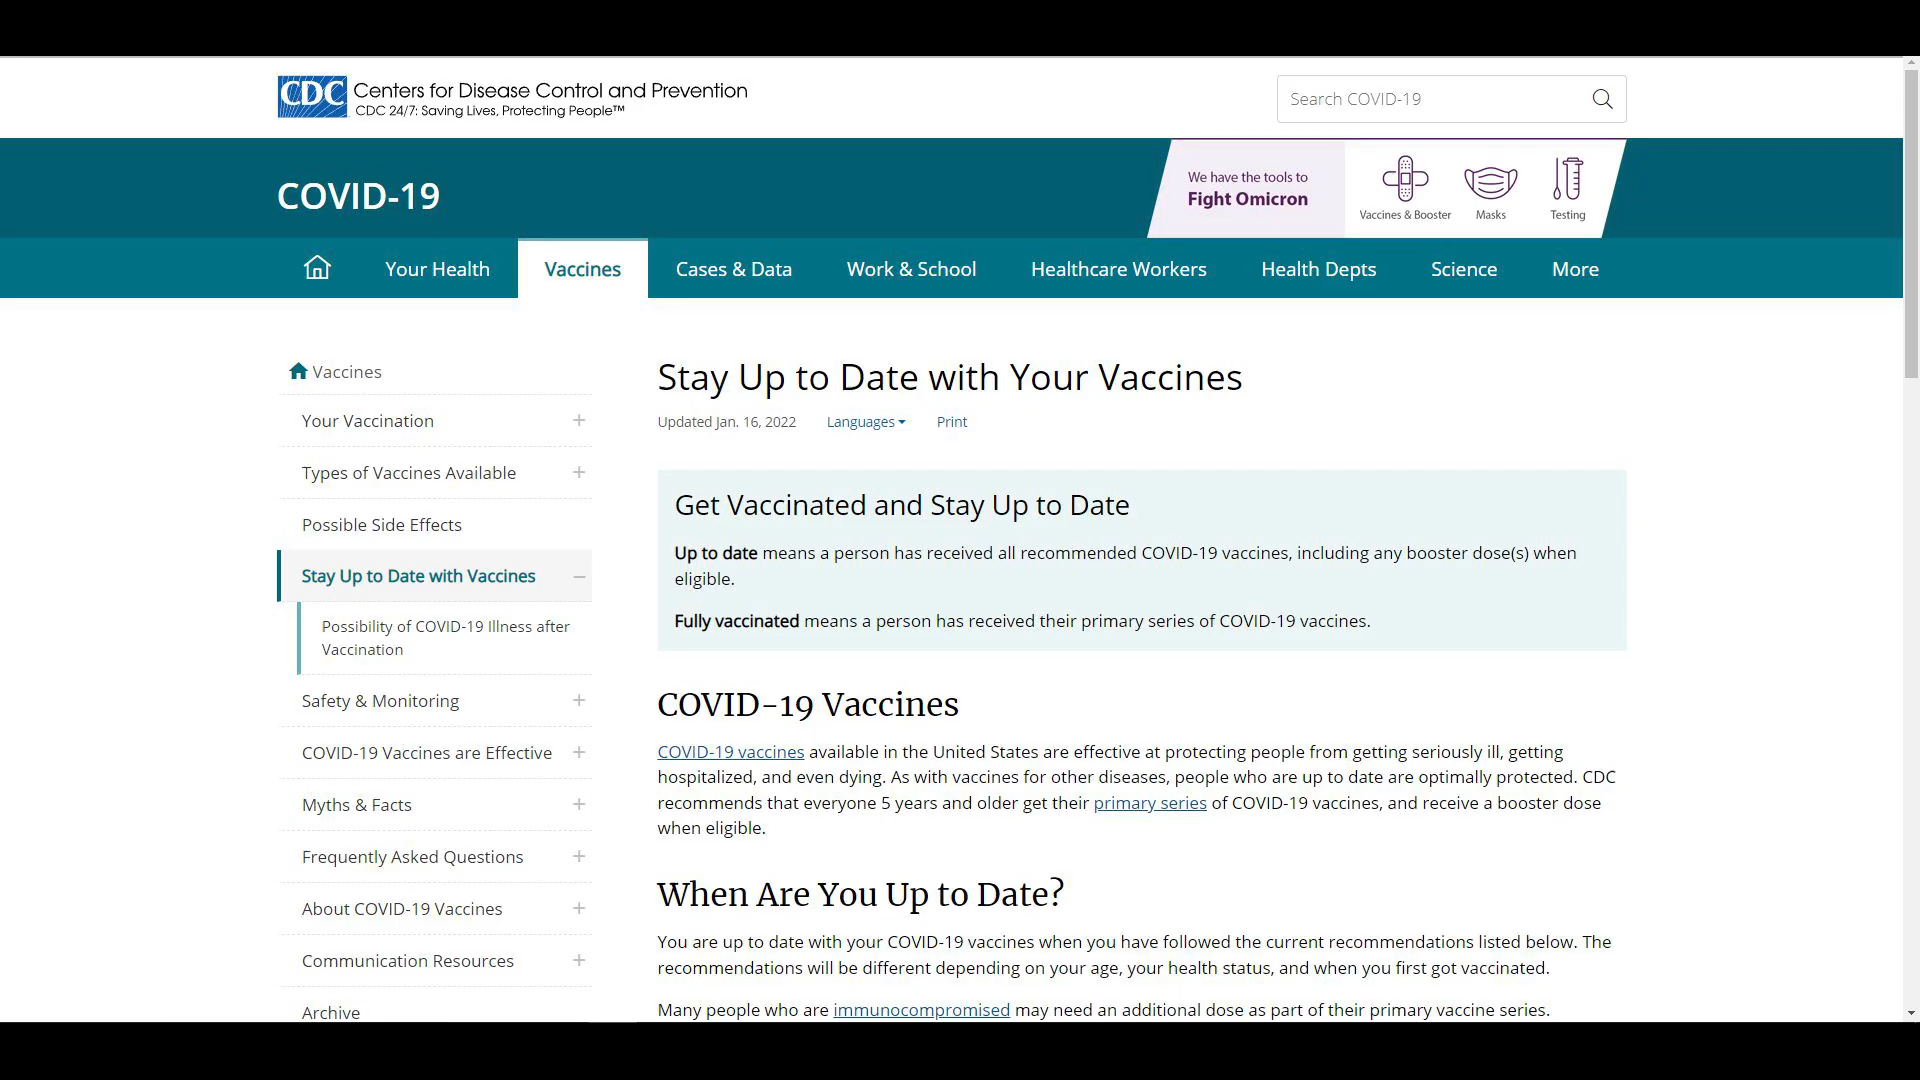 CDC Centers for Disease Control and Prevention
CDC 24/7: Saving Lives, Protecting People™
Search COVID-19
COVID-19
We have the tools to
Fight Omicron
Vaccines & Booster
Masks
Testing
Your Health
Vaccines
Cases & Data
Work & School
Healthcare Workers
Health Depts
Science
More
Vaccines
Your Vaccination
Types of Vaccines Available
Possible Side Effects
Stay Up to Date with Vaccines
Possibility of COVID-19 Illness after
Vaccination
Safety & Monitoring
COVID-19 Vaccines are Effective
Myths & Facts
Frequently Asked Questions
About COVID-19 Vaccines
Communication Resources
Archive
Stay Up to Date with Your Vaccines
Updated Jan. 16, 2022 Languages Print
Get Vaccinated and Stay Up to Date
Up to date means a person has received all recommended COVID-19 vaccines, including any booster dose(s) when
eligible.
Fully vaccinated means a person has received their primary series of COVID-19 vaccines.
COVID-19 Vaccines
COVID-19 vaccines available in the United States are effective at protecting people from getting seriously ill, getting
hospitalized, and even dying. As with vaccines for other diseases, people who are up to date are optimally protected. CDC
recommends that everyone 5 years and older get their primary series of COVID-19 vaccines, and receive a booster dose
when eligible.
When Are You Up to Date?
You are up to date with your COVID-19 vaccines when you have followed the current recommendations listed below. The
recommendations will be different depending on your age, your health status, and when you first got vaccinated.
Many people who are immunocompromised may need an additional dose as part of their primary vaccine series.